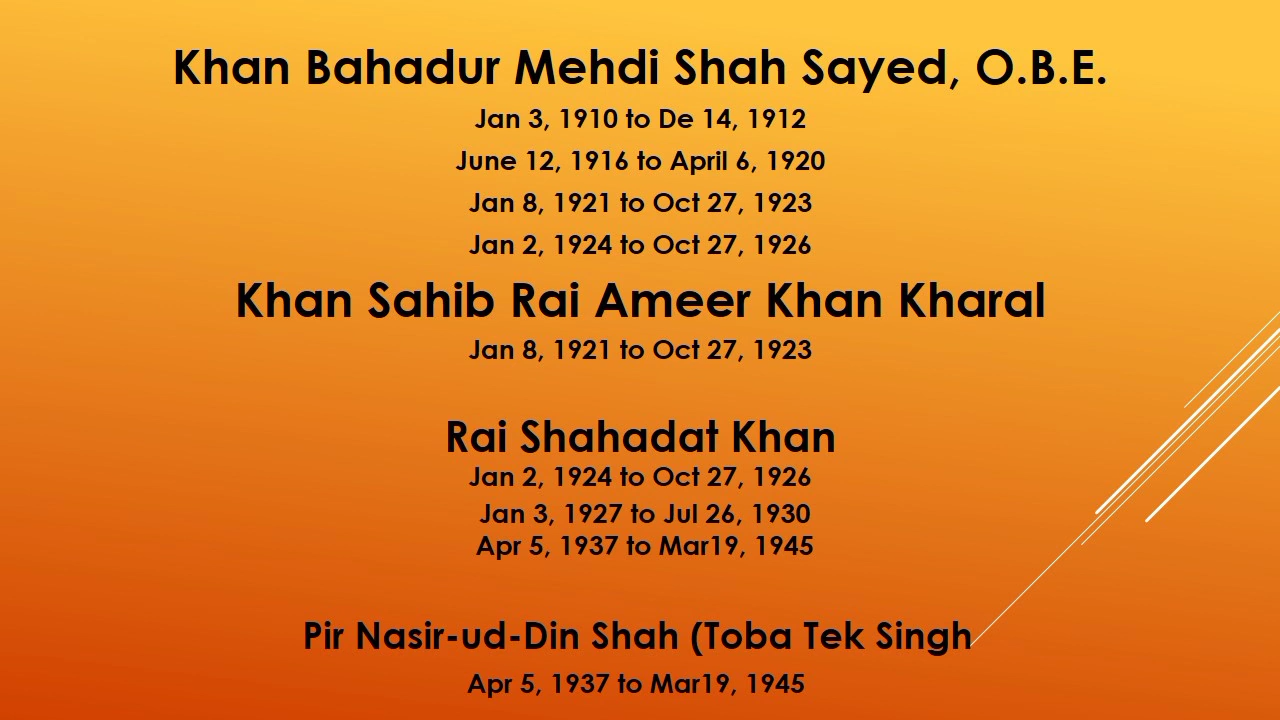 Khan Bahadur Mehdi Shah Sayed, O.B.E.
Jan 3, 1910 to De 14, 1912
June 12, 1916 to April 6, 1920
Jan 8, 1921 to Oct 27, 1923
Jan 2, 1924 to Oct 27, 1926
Khan Sahib Rai Ameer Khan Kharal
Jan 8, 1921 to Oct 27, 1923
Rai Shahadat Khan
Jan 2, 1924 to Oct 27, 1926
Jan 3, 1927 to Jul 26, 1930
Apr 5, 1937 to Mar19, 1945
Pir Nasir-ud-Din Shah (Toba Tek Singh
Apr 5, 1937 to Mar19, 1945